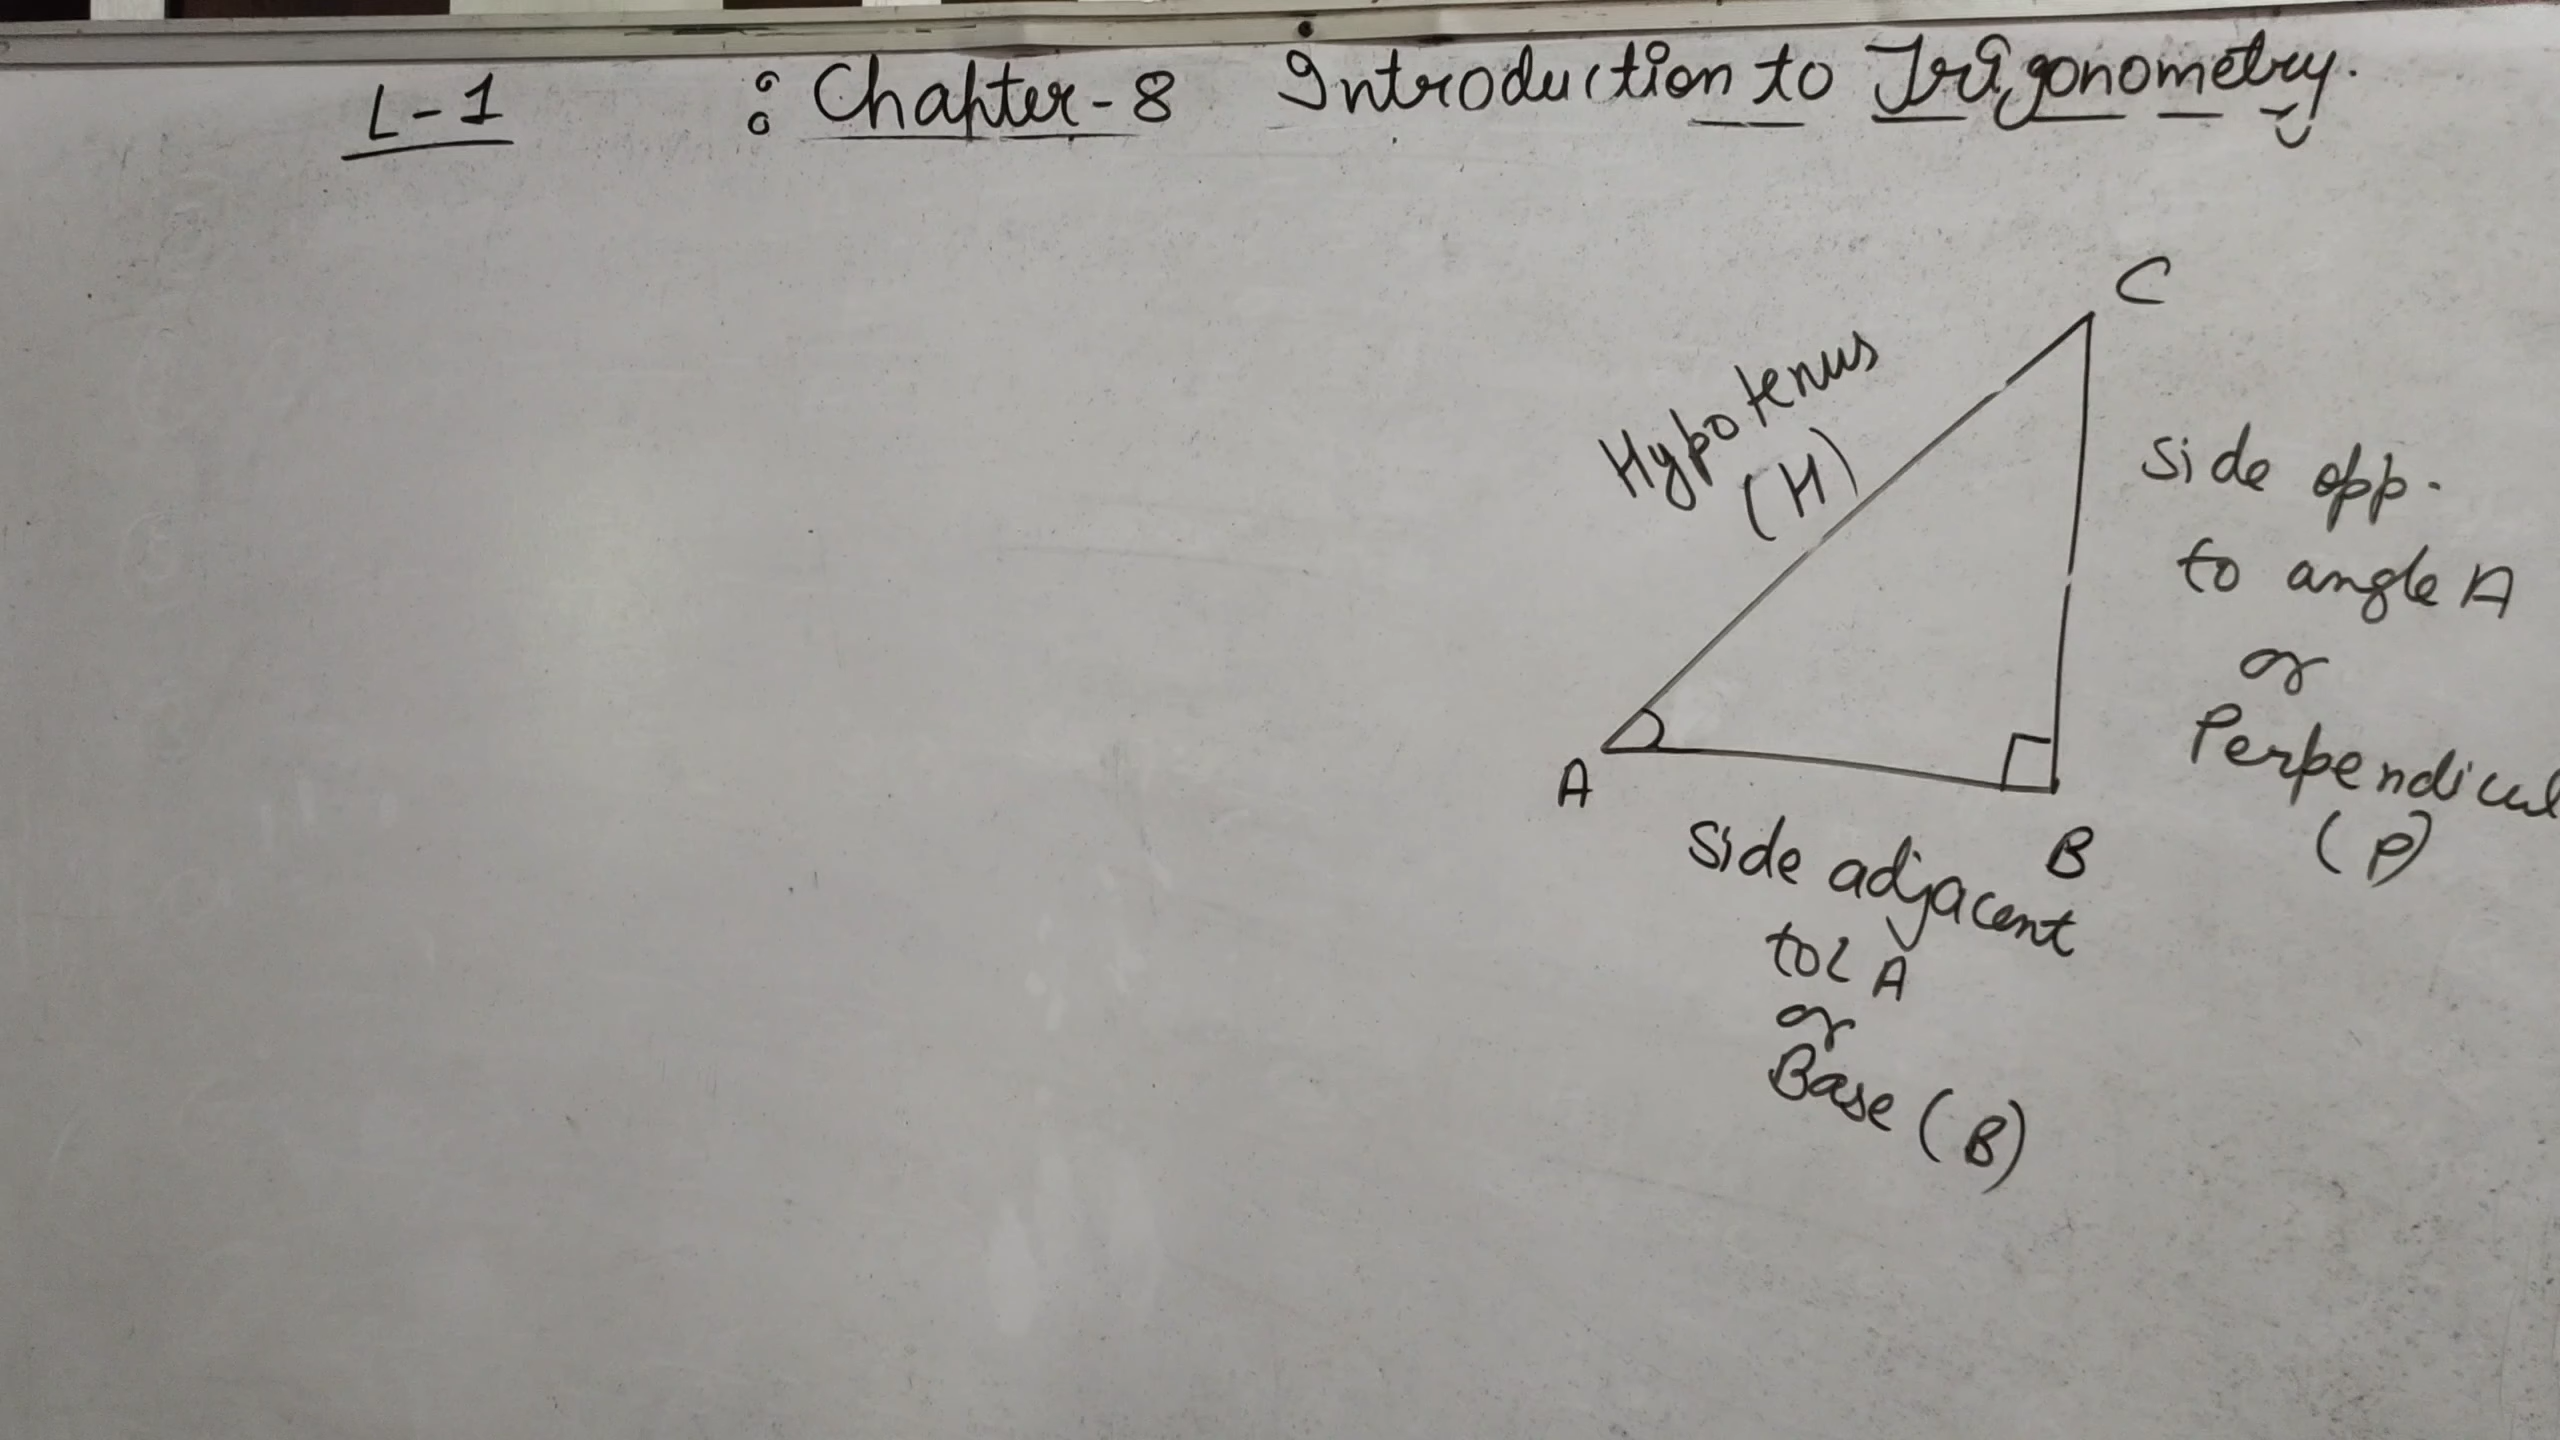 L-1 : Chapter-8 Introduction to Trigonometry.
C
Hypotenus
(H)
side opp.
to angle A
or
Perpendicul
(P)
A
B
side adjacent
to ∠A
or
Base (B)